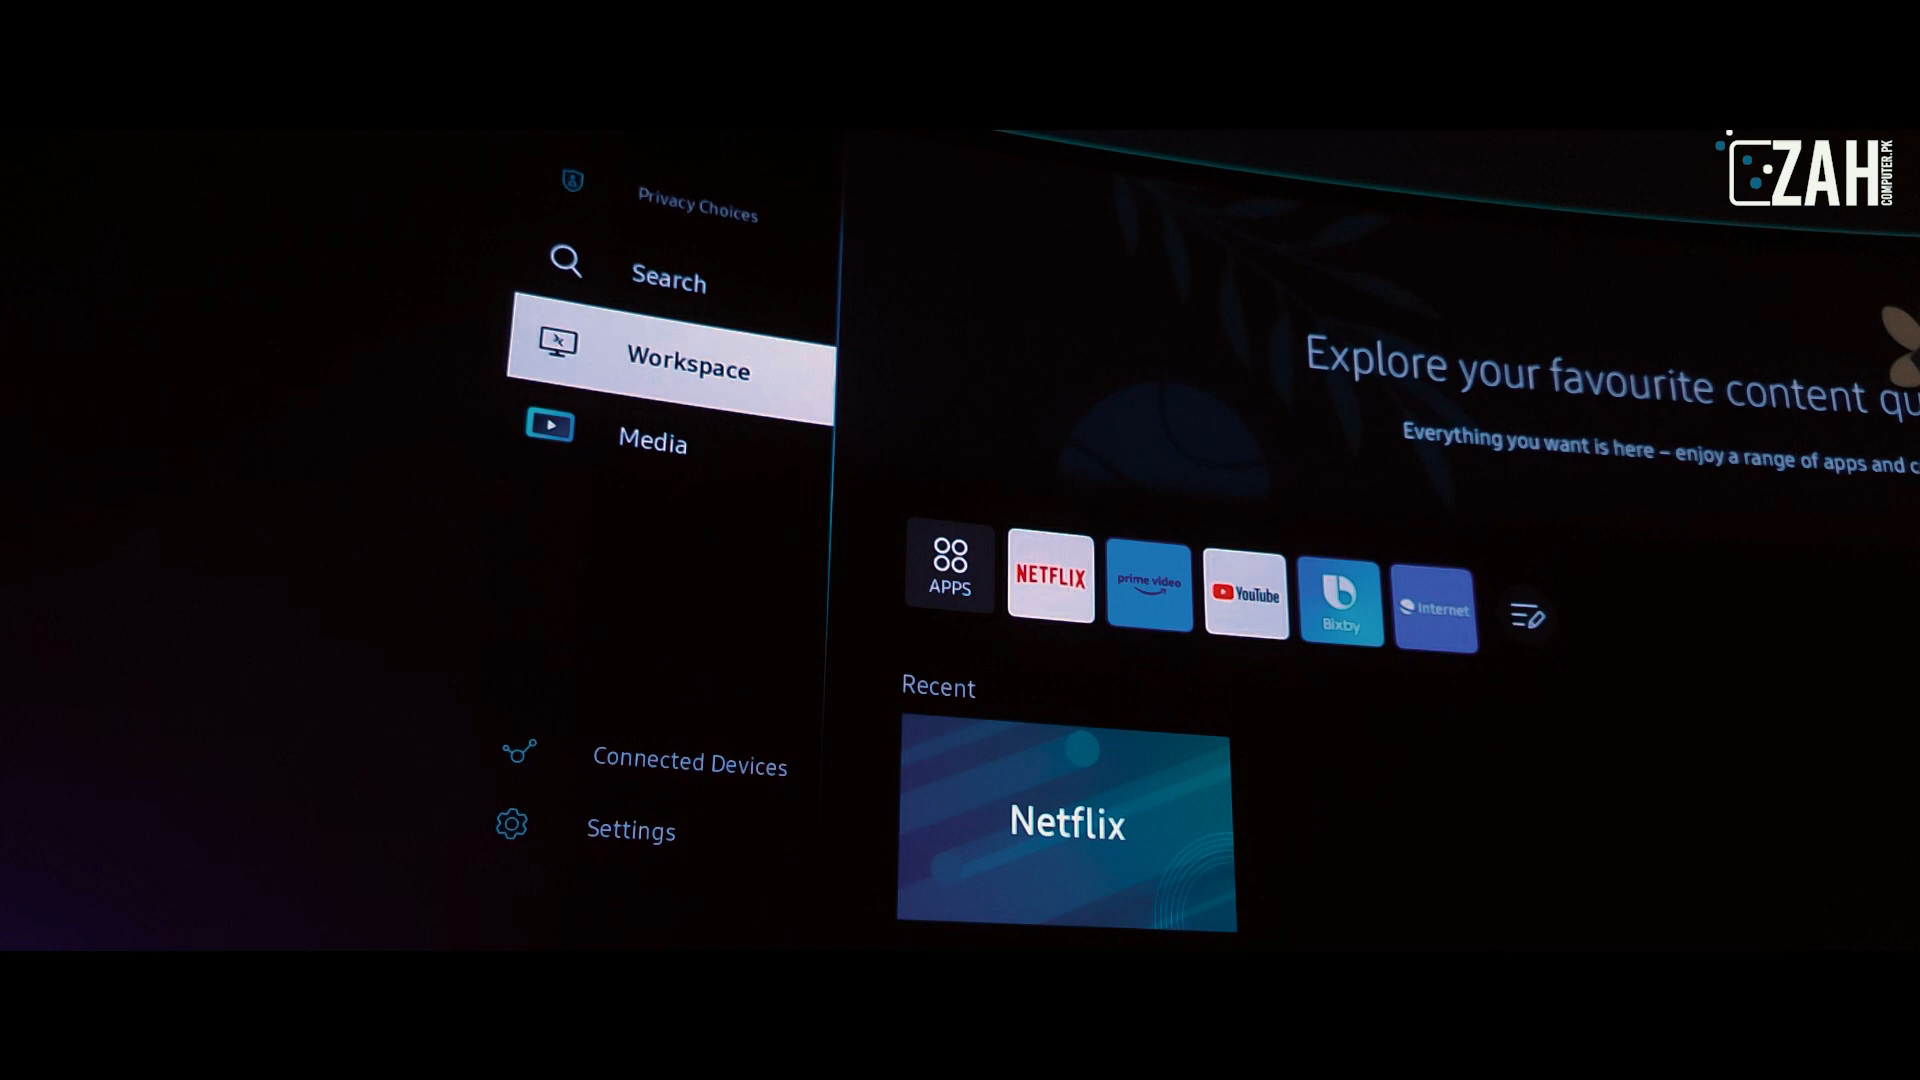 ZAH
COMPUTER.PK
Privacy Choices
Search
Workspace
Media
Connected Devices
Settings
Explore your favourite content qu
Everything you want is here – enjoy a range of apps and c
APPS
NETFLIX
prime video
YouTube
Bixby
Internet
Recent
Netflix